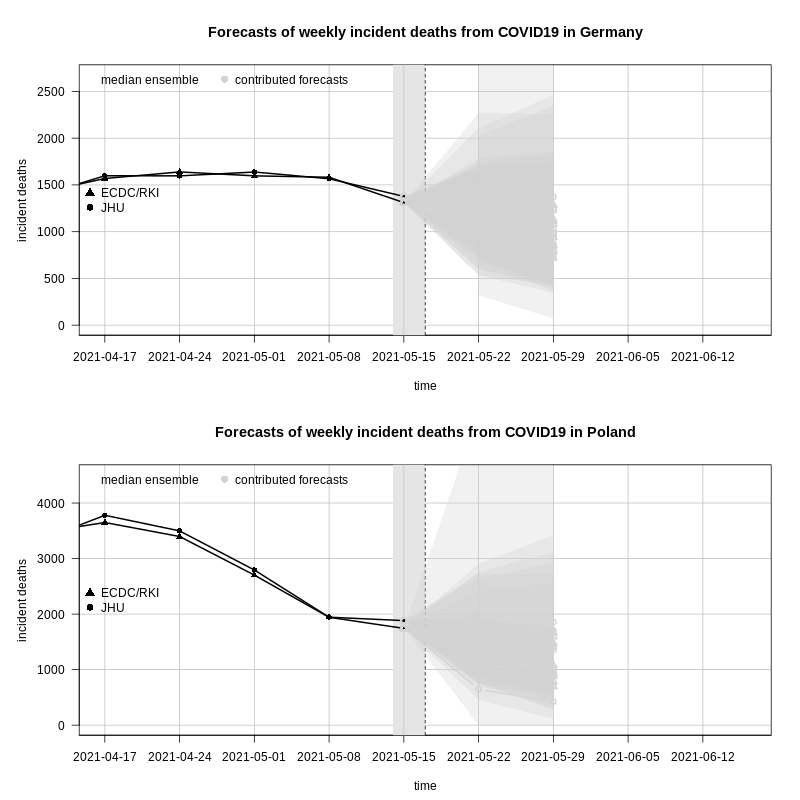 Forecasts of weekly incident deaths from COVID19 in Germany
median ensemble contributed forecasts
2500
2000
1500
1000
500
0
incident deaths
ECDC/RKI
JHU
2021-04-17 2021-04-24 2021-05-01 2021-05-08 2021-05-15 2021-05-22 2021-05-29 2021-06-05 2021-06-12
time
Forecasts of weekly incident deaths from COVID19 in Poland
median ensemble contributed forecasts
4000
3000
2000
1000
0
incident deaths
ECDC/RKI
JHU
2021-04-17 2021-04-24 2021-05-01 2021-05-08 2021-05-15 2021-05-22 2021-05-29 2021-06-05 2021-06-12
time